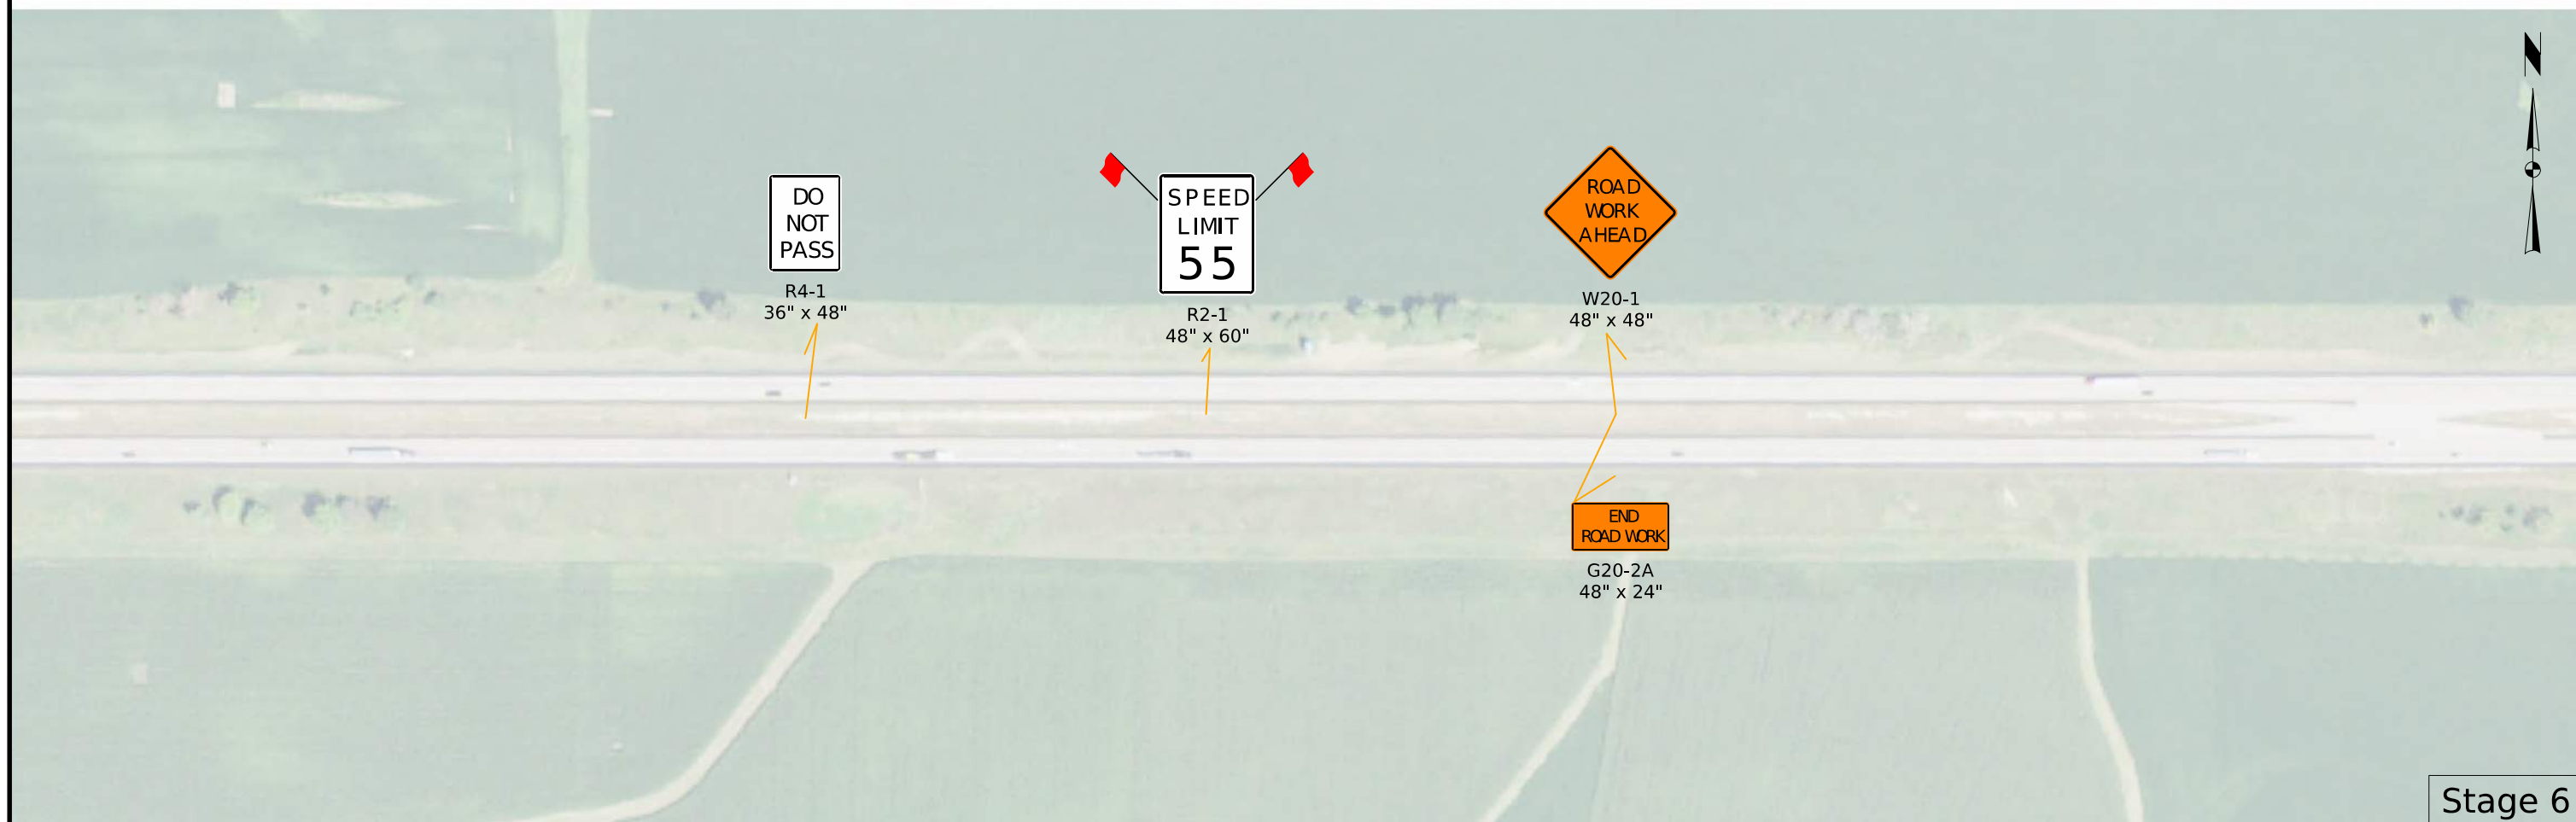 N
DO
NOT
PASS
R4-1
36" x 48"
SPEED
LIMIT
55
R2-1
48" x 60"
ROAD
WORK
AHEAD
W20-1
48" x 48"
END
ROAD WORK
G20-2A
48" x 24"
Stage 6